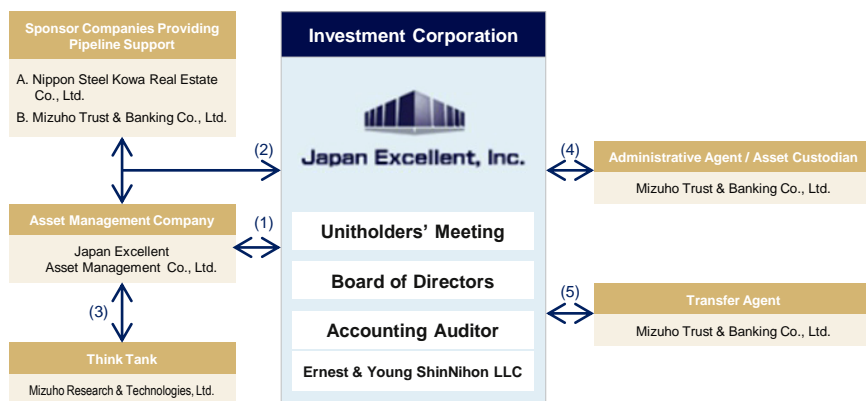 Sponsor Companies Providing
Pipeline Support
A. Nippon Steel Kowa Real Estate
Co., Ltd.
B. Mizuho Trust & Banking Co., Ltd.
(2)
Asset Management Company
Japan Excellent
Asset Management Co., Ltd.
(1)
(3)
Think Tank
Mizuho Research & Technologies, Ltd.
Investment Corporation
Japan Excellent, Inc.
Unitholders’ Meeting
Board of Directors
Accounting Auditor
Ernest & Young ShinNihon LLC
(4)
Administrative Agent / Asset Custodian
Mizuho Trust & Banking Co., Ltd.
(5)
Transfer Agent
Mizuho Trust & Banking Co., Ltd.